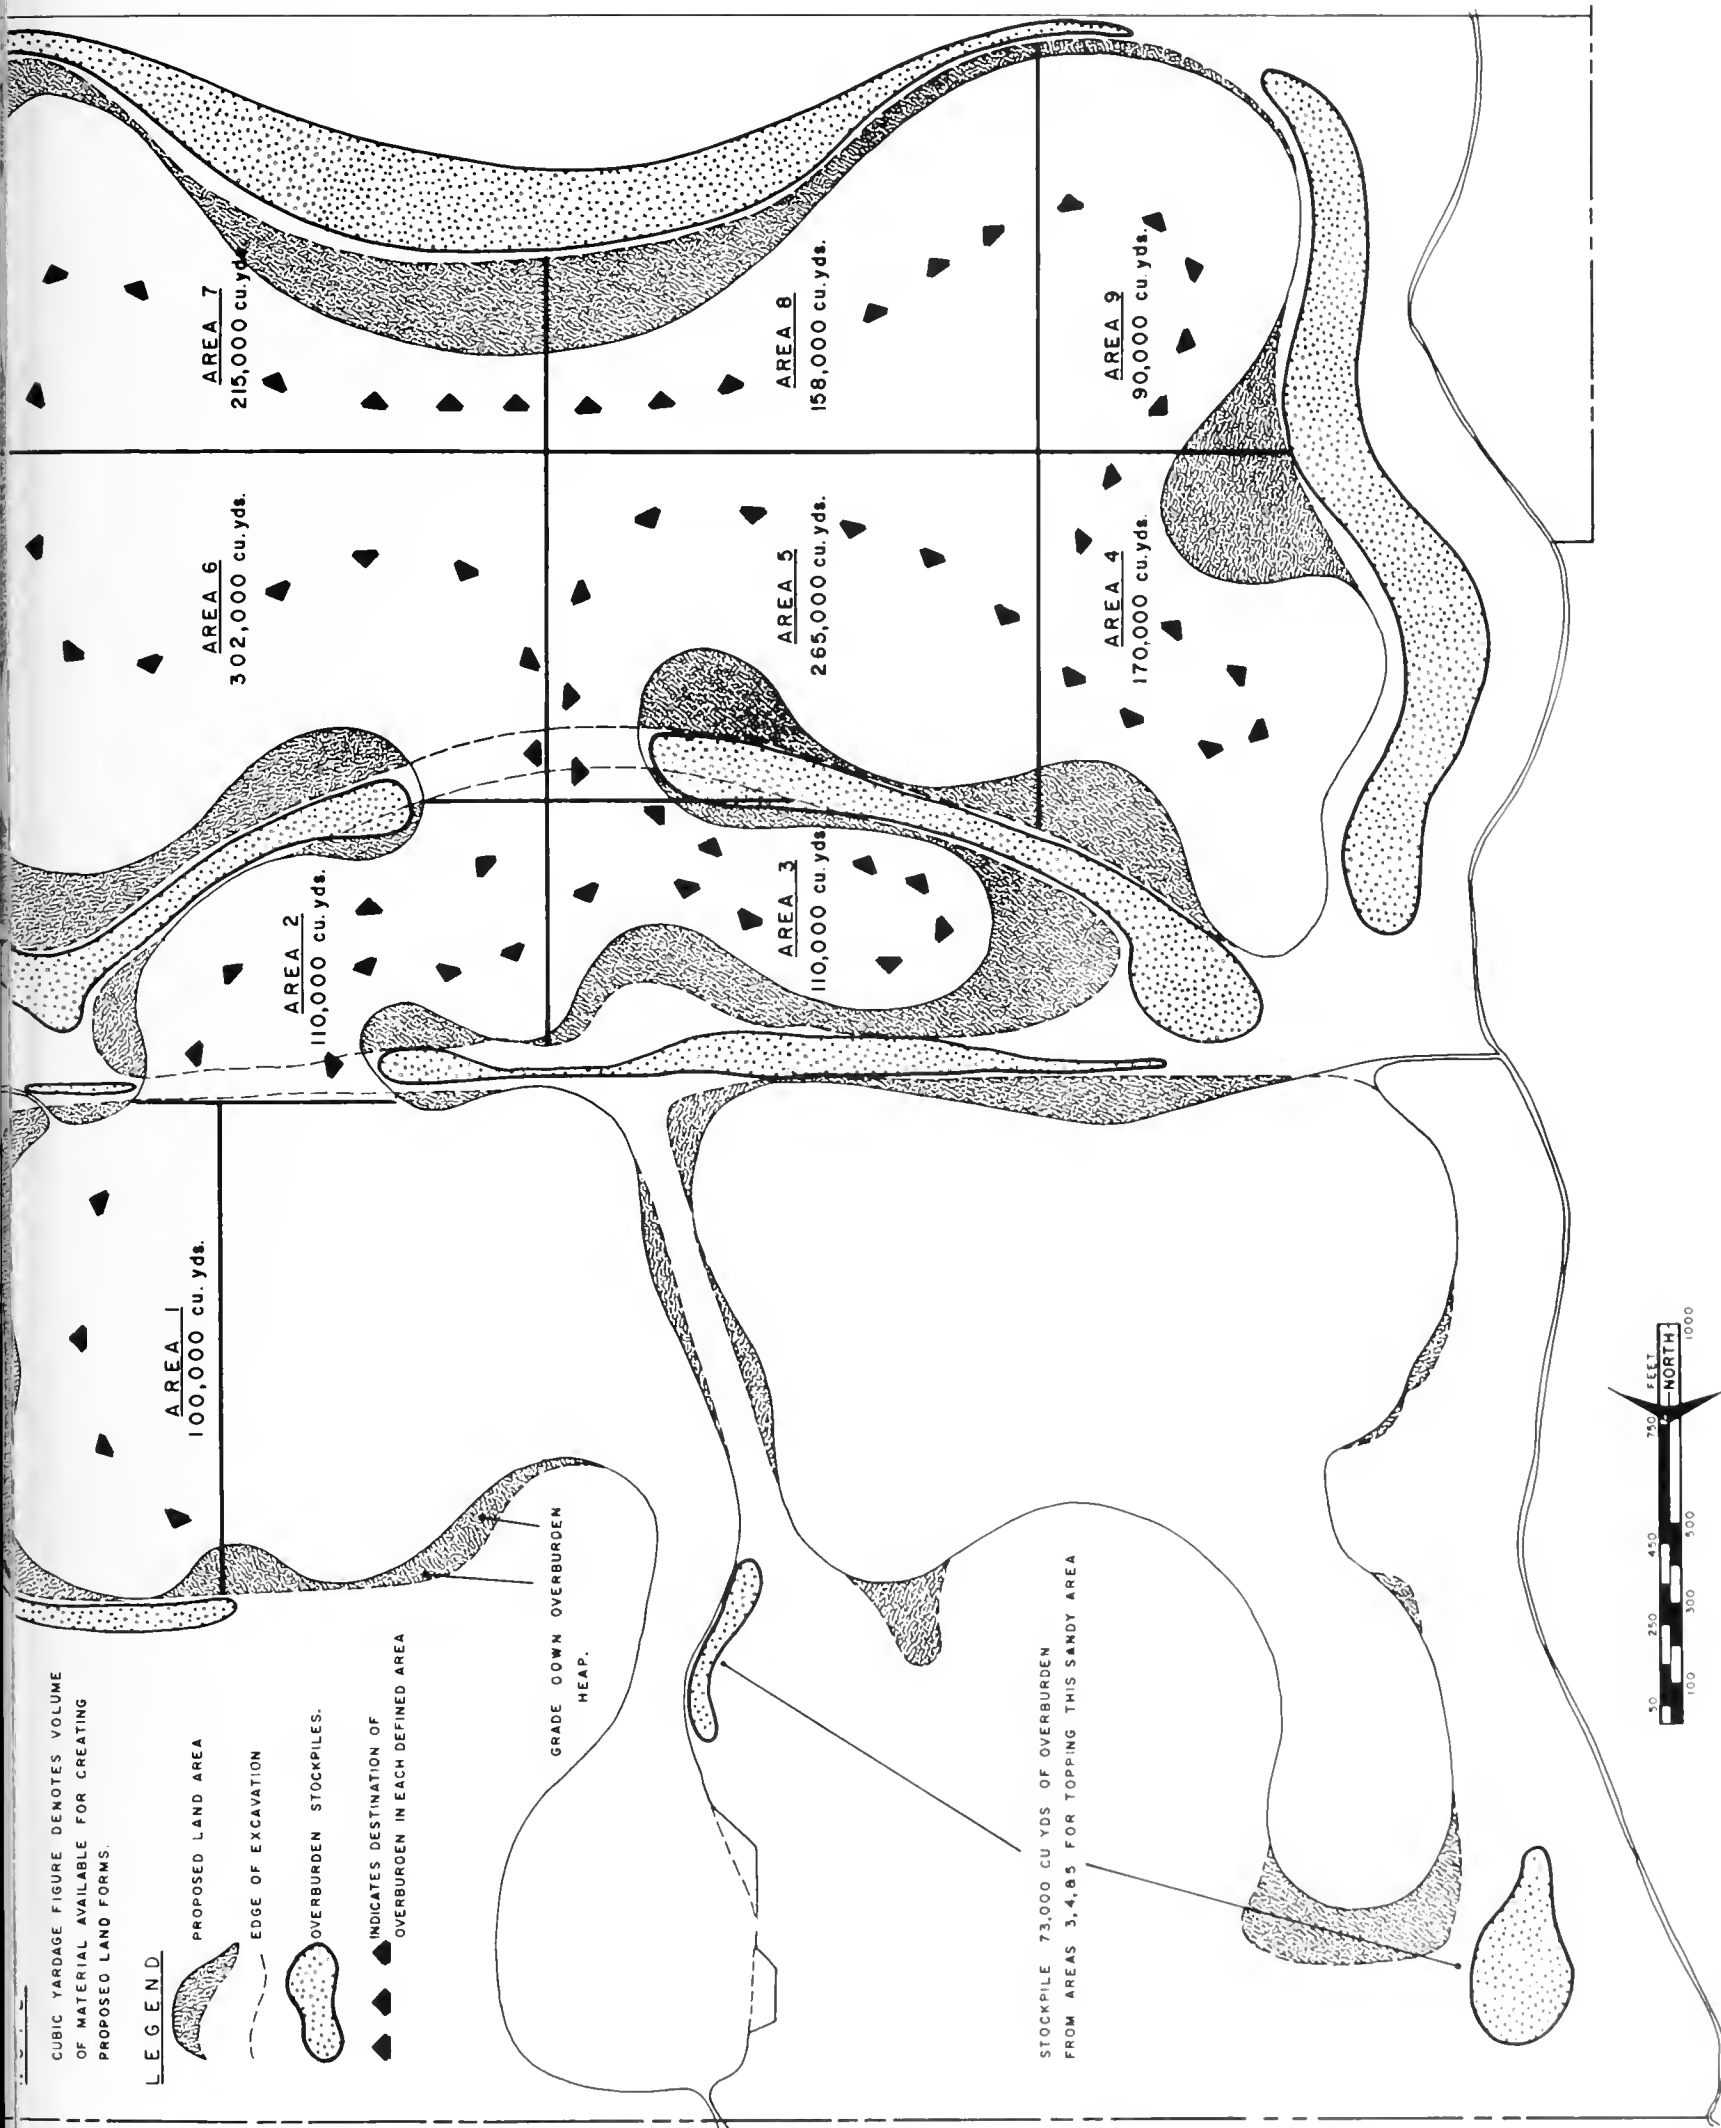 CUBIC YARDAGE FIGURE DENOTES VOLUME
OF MATERIAL AVAILABLE FOR CREATING
PROPOSED LAND FORMS.
LEGEND
PROPOSED LAND AREA
EDGE OF EXCAVATION
OVERBURDEN STOCKPILES.
INDICATES DESTINATION OF
OVERBURDEN IN EACH DEFINED AREA
GRADE DOWN OVERBURDEN
HEAP.
STOCKPILE 73,000 CU YDS OF OVERBURDEN
FROM AREAS 3,4,&5 FOR TOPPING THIS SANDY AREA
AREA 1
100,000 cu. yds.
AREA 2
110,000 cu. yds.
AREA 3
110,000 cu. yds
AREA 6
302,000 cu. yds.
AREA 5
265,000 cu. yds.
AREA 4
170,000 cu. yds.
AREA 7
215,000 cu. yds
AREA 8
158,000 cu. yds.
AREA 9
90,000 cu. yds.
50 250 450 750 FEET
100 300 500 1000
NORTH